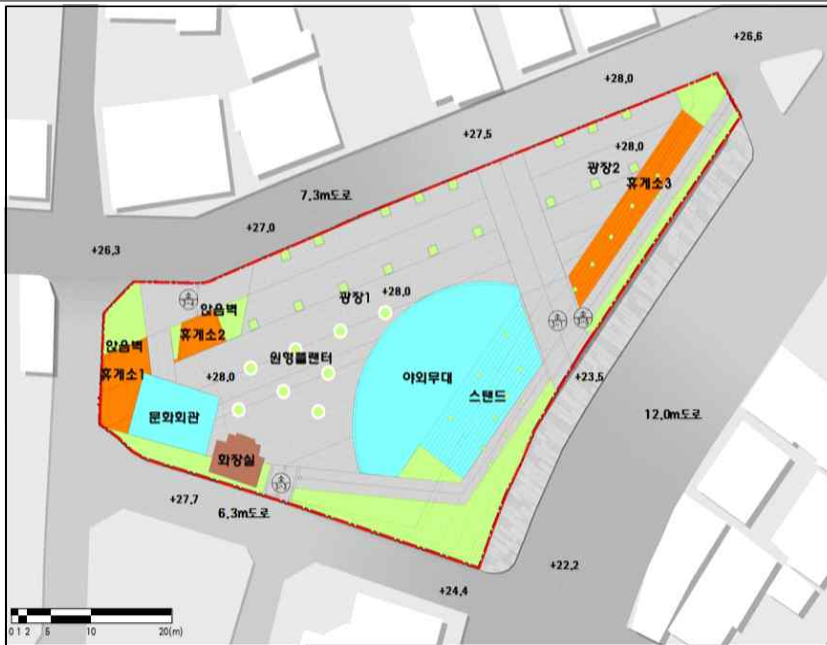 +26.6
+28.0
+27.5
+28.0
광장2
휴게소3
7.3m도로
+27.0
+26.3
앉음벽
광장1
+28.0
앉음벽
휴게소2
휴게소1
+28.0
원형플랜터
야외무대
스탠드
+23.5
문화회관
12.0m도로
화장실
+27.7
6.3m도로
+22.2
+24.4
0 1 2 5 10 20(m)